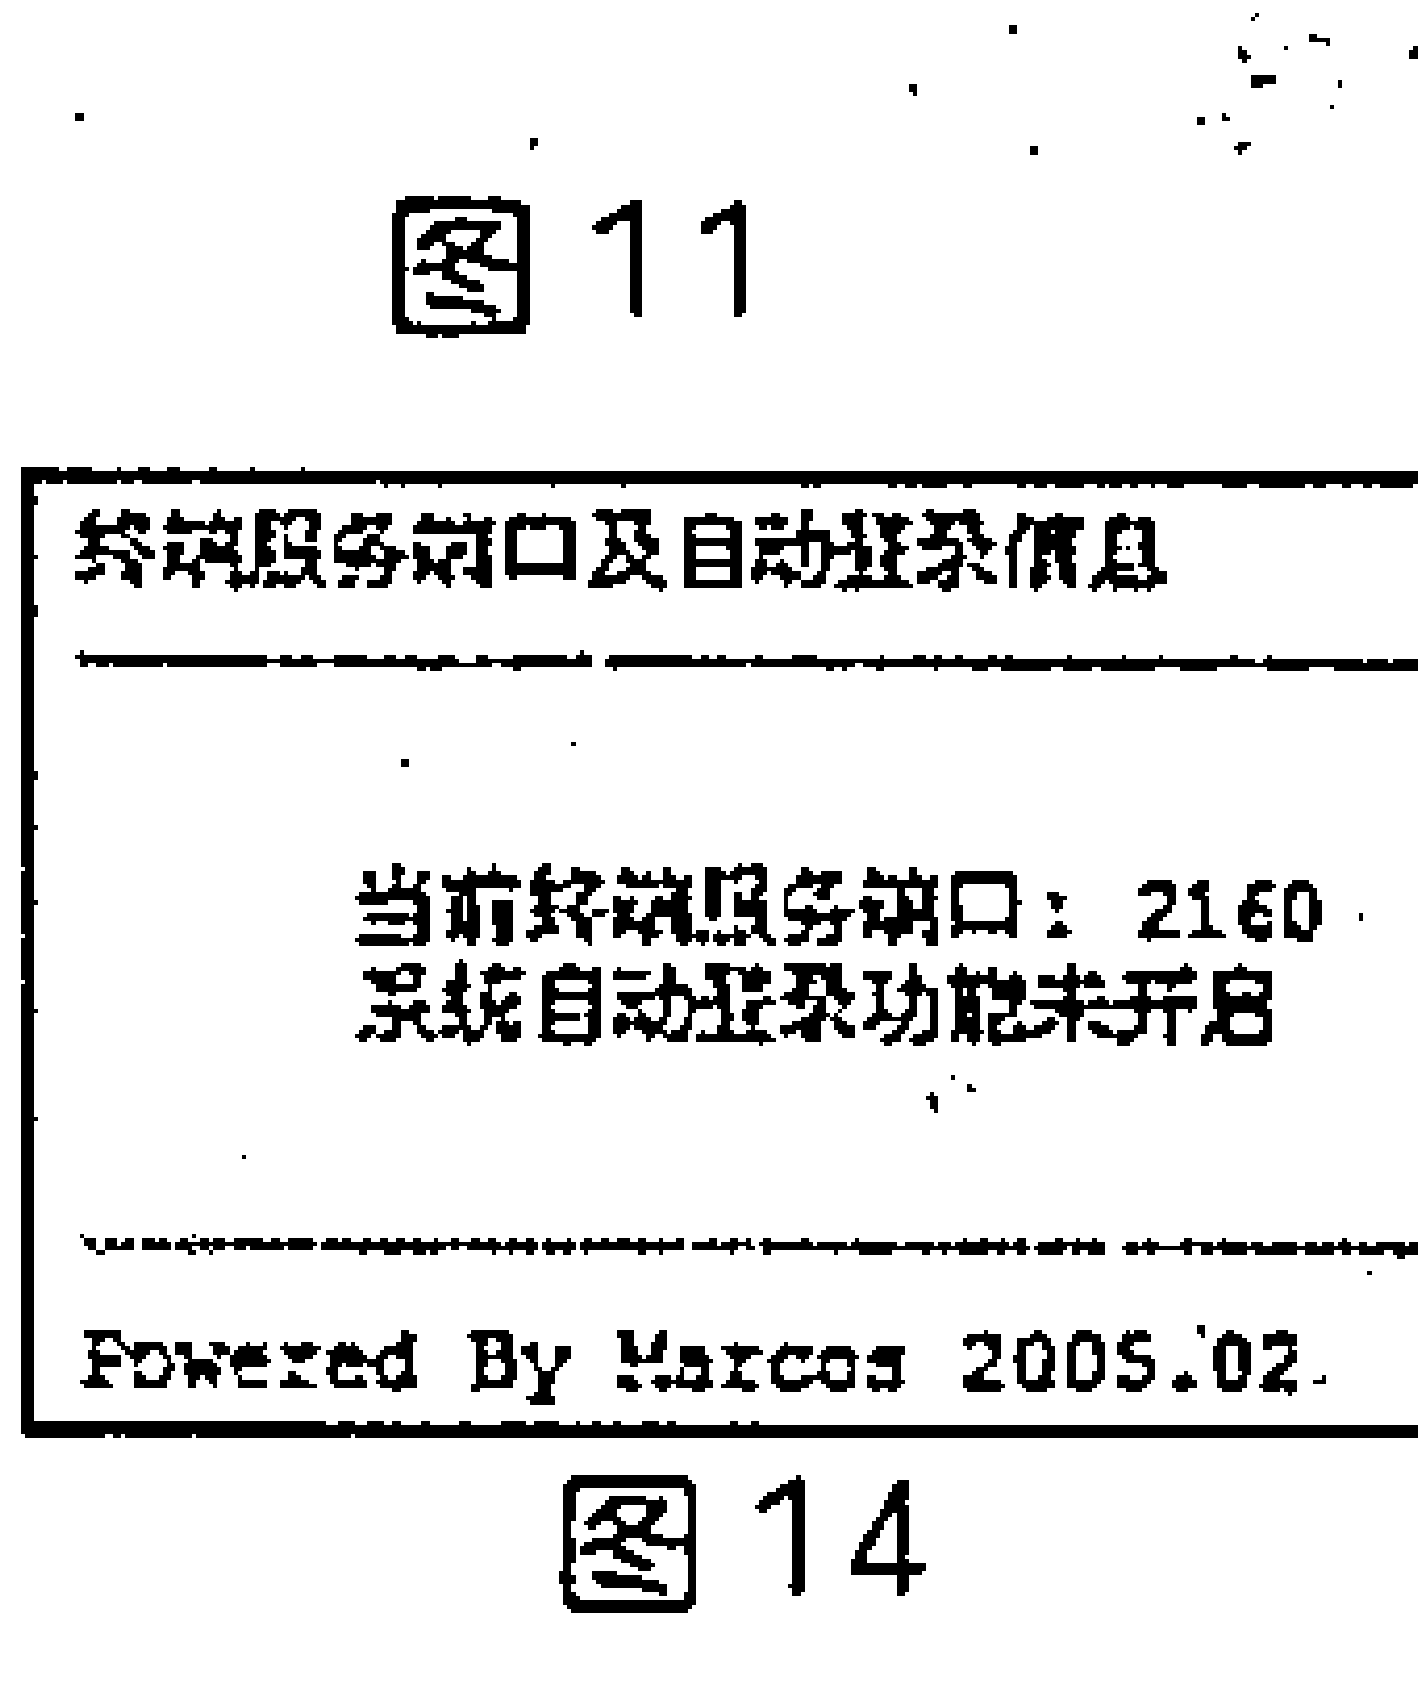 图 11
终端服务端口及自动登录信息
当前终端服务端口: 2160
系统自动登录功能未开启
Powered By Marcos 2005.02
图 14